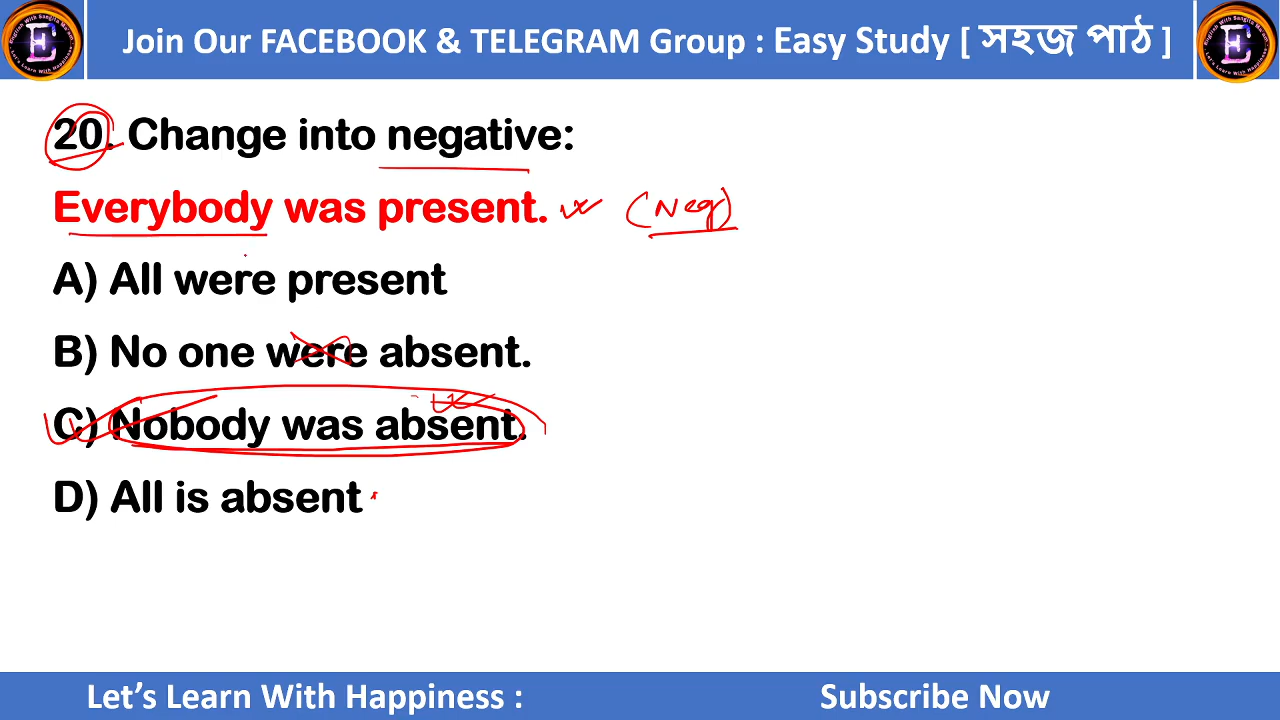 Join Our FACEBOOK & TELEGRAM Group : Easy Study [ সহজ পাঠ ]
20. Change into negative:
Everybody was present. (Neg)
A) All were present
B) No one were absent.
C) Nobody was absent.
D) All is absent
Let's Learn With Happiness :
Subscribe Now